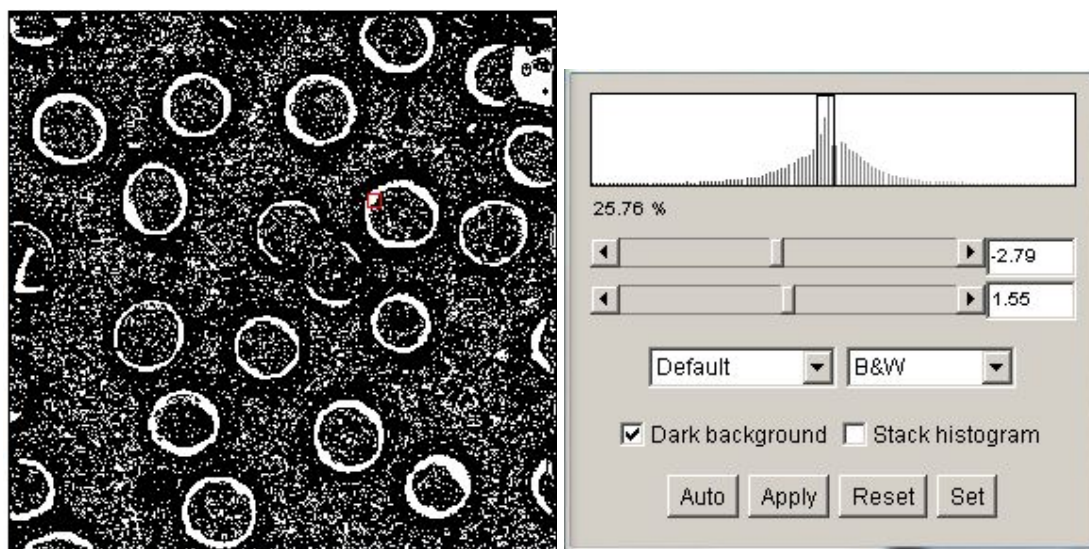 25.76 %
-2.79
1.55
Default B&W
Dark background Stack histogram
Auto Apply Reset Set